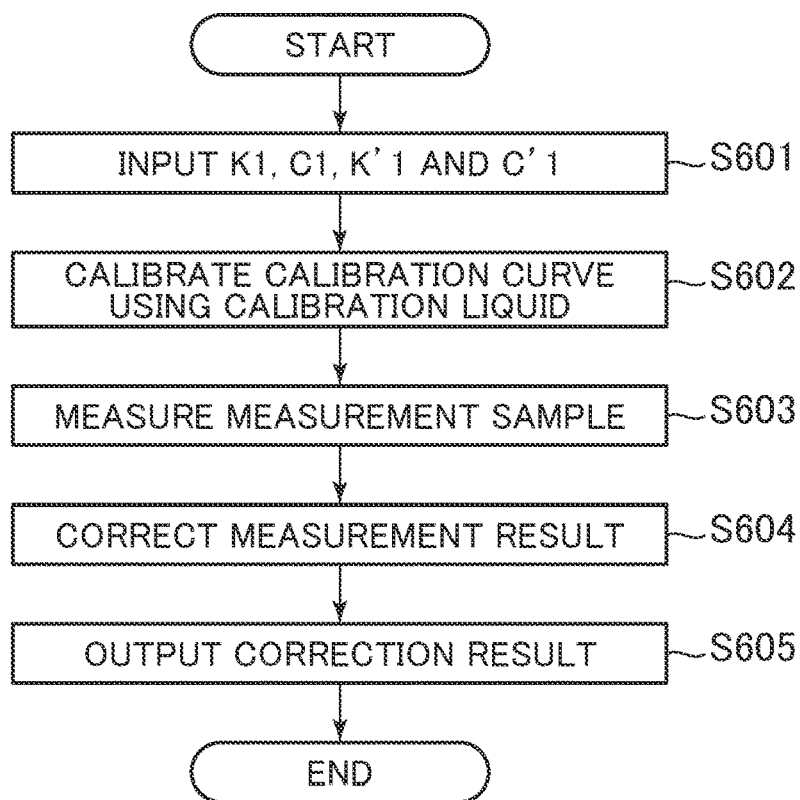 START
INPUT K1, C1, K'1 AND C'1
S601
CALIBRATE CALIBRATION CURVE
USING CALIBRATION LIQUID
S602
MEASURE MEASUREMENT SAMPLE
S603
CORRECT MEASUREMENT RESULT
S604
OUTPUT CORRECTION RESULT
S605
END